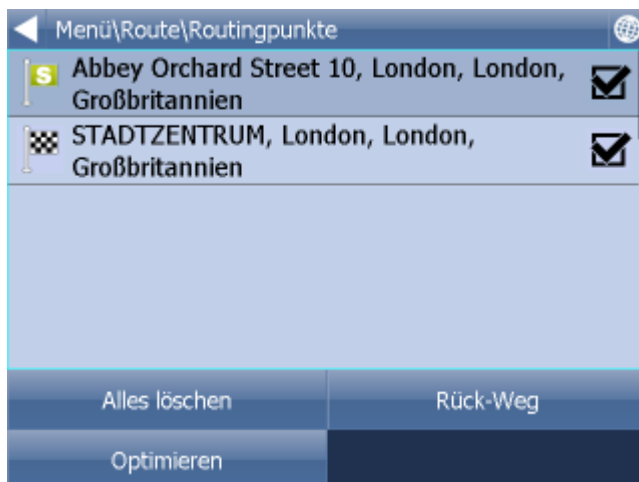 Menü\Route\Routingpunkte
S
Abbey Orchard Street 10, London, London,
Großbritannien
STADTZENTRUM, London, London,
Großbritannien
Alles löschen
Rück-Weg
Optimieren